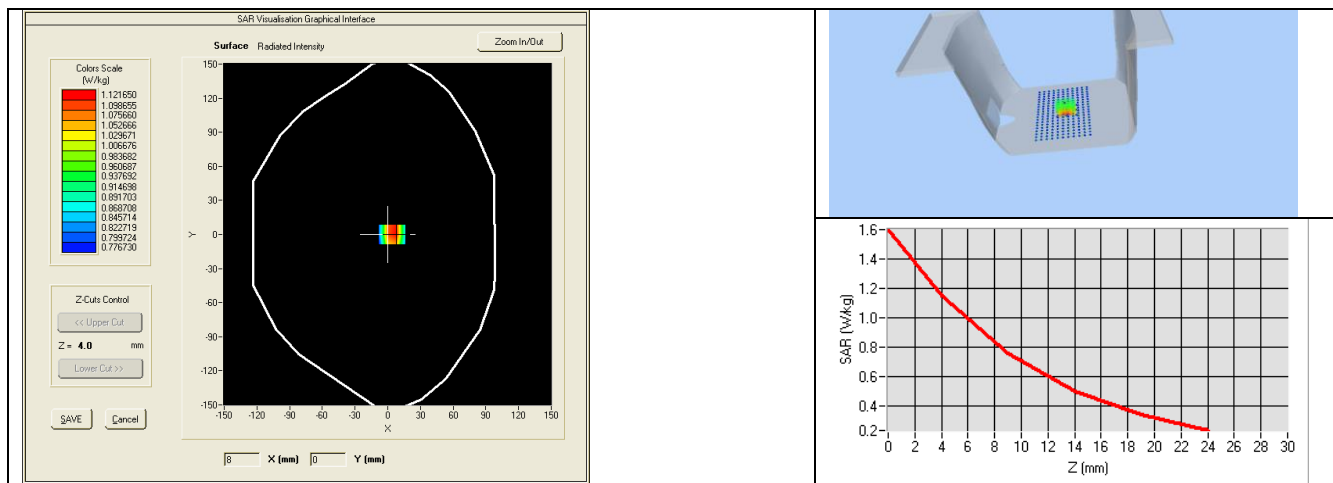 SAR Visualisation Graphical Interface
Surface Radiated Intensity
Zoom In/Out
Colors Scale
(W/kg)
1.121650
1.098655
1.075660
1.052666
1.029671
1.006676
0.983682
0.960687
0.937692
0.914698
0.891703
0.868708
0.845714
0.822719
0.799724
0.776730
Z-Cuts Control
<< Upper Cut
Z = 4.0 mm
Lower Cut >>
SAVE Cancel
150-
120-
90-
60-
30-
0-
-30-
-60-
-90-
-120-
-150-
Y
-150 -120 -90 -60 -30 0 30 60 90 120 150
X
8 X (mm) 0 Y (mm)
1.6-
1.4-
1.2-
1.0-
0.8-
0.6-
0.4-
0.2-
SAR (W/kg)
0 2 4 6 8 10 12 14 16 18 20 22 24 26 28 30
Z (mm)